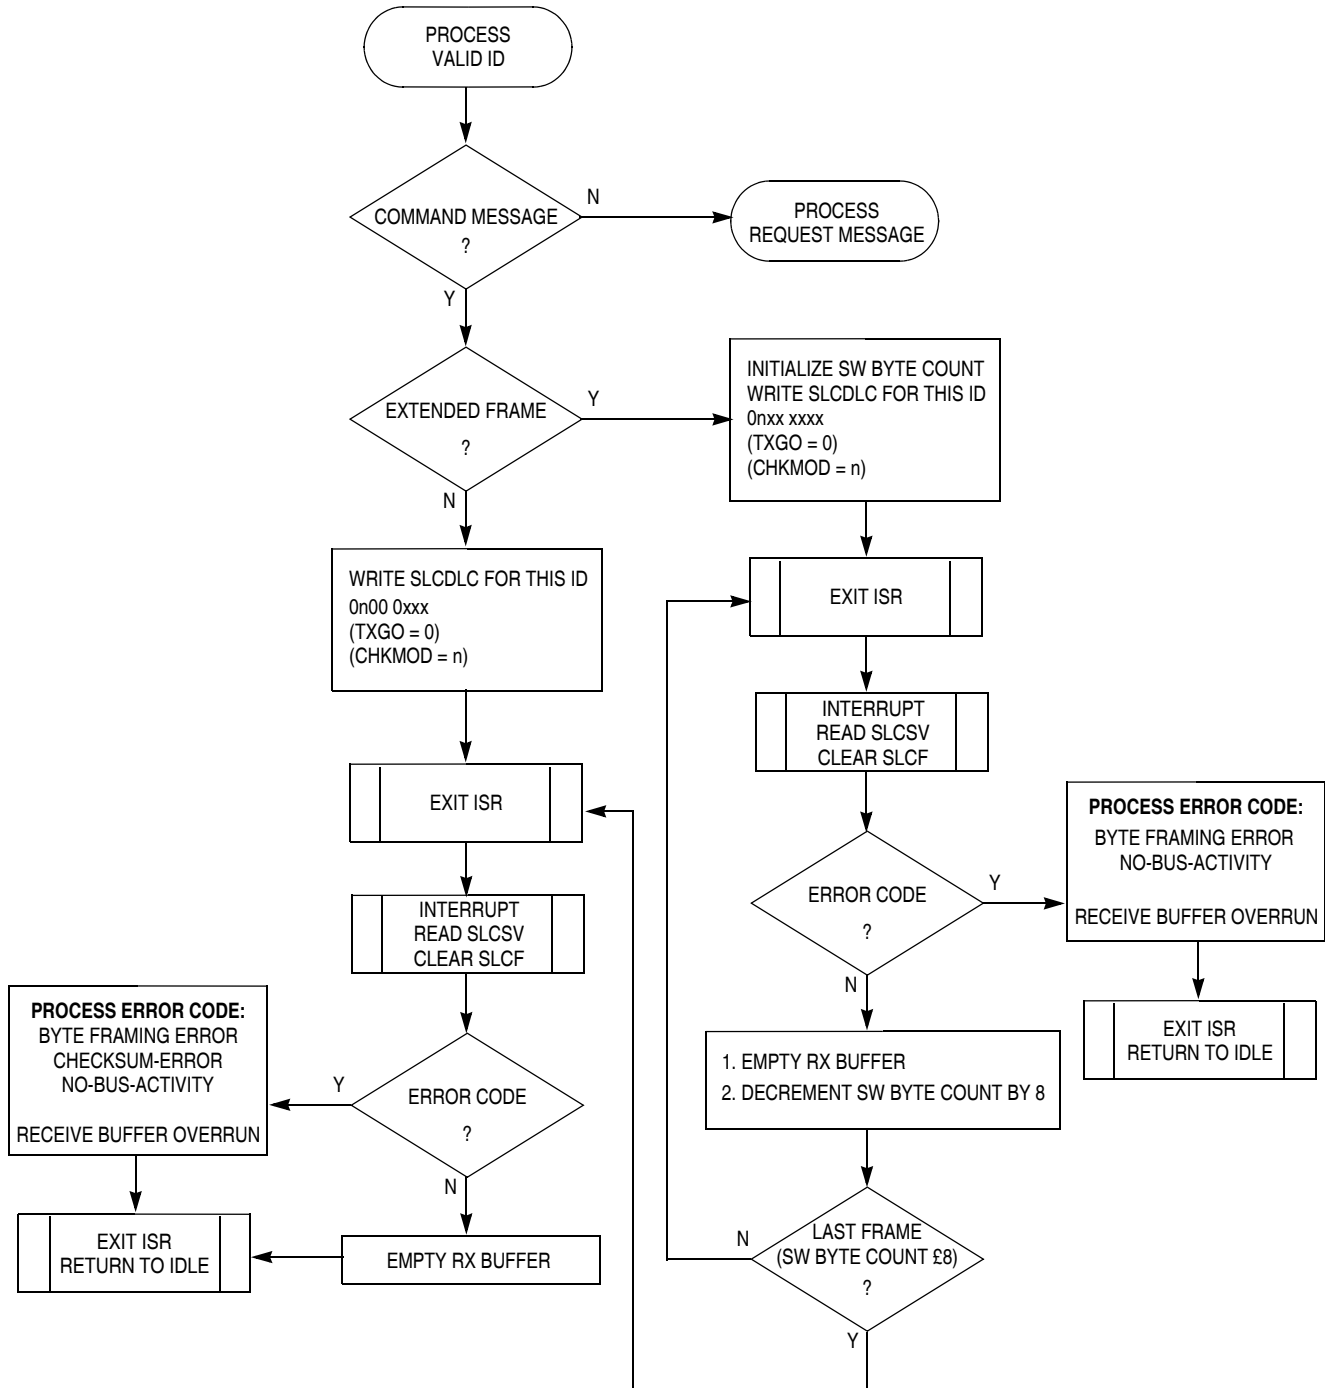 PROCESS
VALID ID
COMMAND MESSAGE
?
N
PROCESS
REQUEST MESSAGE
Y
EXTENDED FRAME
?
Y
INITIALIZE SW BYTE COUNT
WRITE SLCDLC FOR THIS ID
0nxx xxxx
(TXGO = 0)
(CHKMOD = n)
N
WRITE SLCDLC FOR THIS ID
0n00 0xxx
(TXGO = 0)
(CHKMOD = n)
EXIT ISR
INTERRUPT
READ SLCSV
CLEAR SLCF
ERROR CODE
?
Y
PROCESS ERROR CODE:
BYTE FRAMING ERROR
CHECKSUM-ERROR
NO-BUS-ACTIVITY
RECEIVE BUFFER OVERRUN
EXIT ISR
RETURN TO IDLE
N
EMPTY RX BUFFER
EXIT ISR
INTERRUPT
READ SLCSV
CLEAR SLCF
ERROR CODE
?
Y
PROCESS ERROR CODE:
BYTE FRAMING ERROR
NO-BUS-ACTIVITY
RECEIVE BUFFER OVERRUN
EXIT ISR
RETURN TO IDLE
N
1. EMPTY RX BUFFER
2. DECREMENT SW BYTE COUNT BY 8
LAST FRAME
(SW BYTE COUNT £8)
?
N
Y